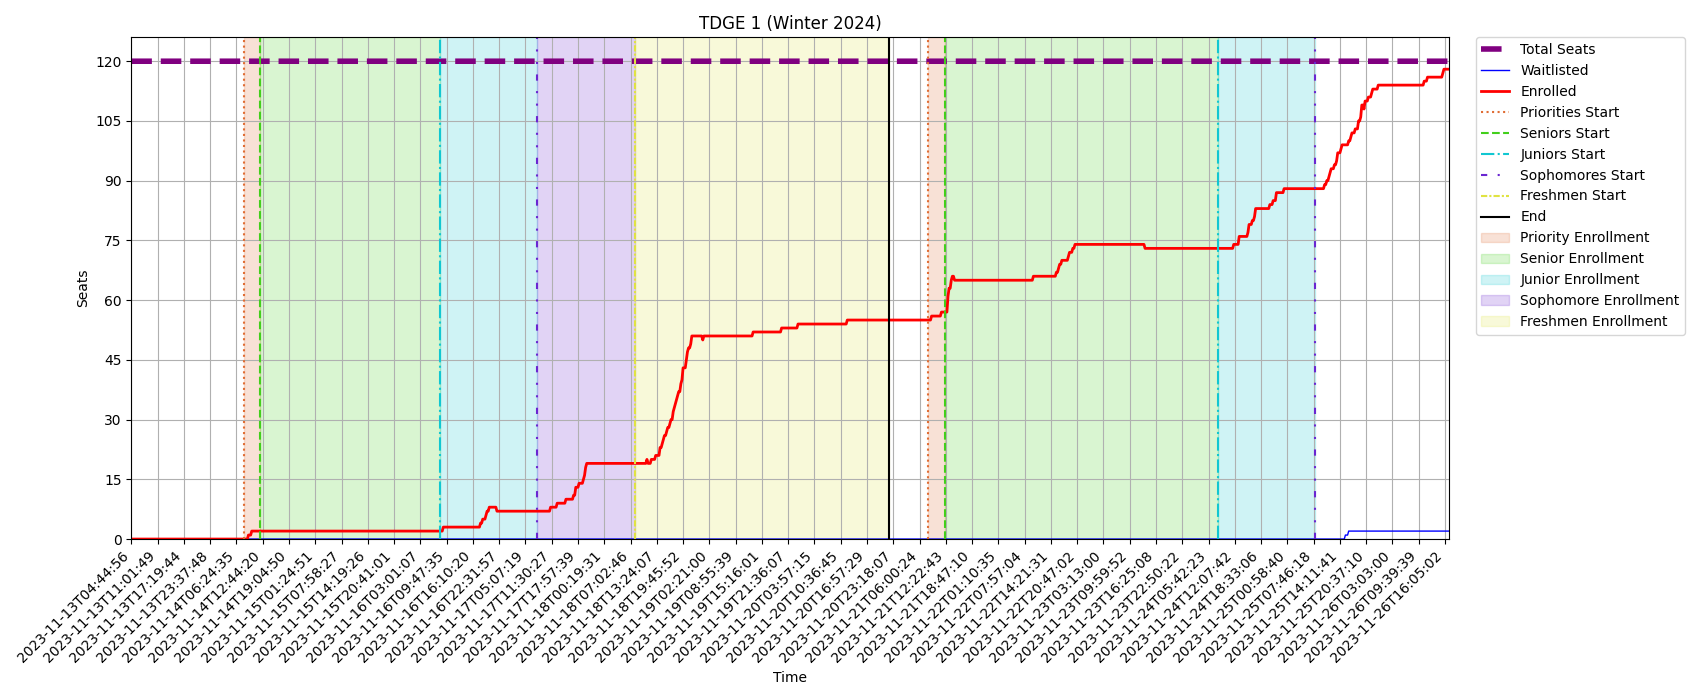 TDGE 1 (Winter 2024)
Total Seats
Waitlisted
Enrolled
Priorities Start
Seniors Start
Juniors Start
Sophomores Start
Freshmen Start
End
Priority Enrollment
Senior Enrollment
Junior Enrollment
Sophomore Enrollment
Freshmen Enrollment
Seats
120
105
90
75
60
45
30
15
0
2023-11-13T04:44:56
2023-11-13T11:01:49
2023-11-13T17:19:44
2023-11-13T23:37:48
2023-11-14T06:24:35
2023-11-14T12:44:20
2023-11-14T19:04:50
2023-11-15T01:24:51
2023-11-15T07:58:27
2023-11-15T14:19:26
2023-11-15T20:41:01
2023-11-16T03:01:07
2023-11-16T09:47:35
2023-11-16T16:10:20
2023-11-16T22:31:57
2023-11-17T05:07:19
2023-11-17T11:30:27
2023-11-17T17:57:39
2023-11-18T00:19:31
2023-11-18T07:02:46
2023-11-18T13:24:07
2023-11-18T19:45:52
2023-11-19T02:21:00
2023-11-19T08:55:39
2023-11-19T15:16:01
2023-11-19T21:36:07
2023-11-20T03:57:15
2023-11-20T10:36:45
2023-11-20T16:57:29
2023-11-20T23:18:07
2023-11-21T06:00:24
2023-11-21T12:22:43
2023-11-21T18:47:10
2023-11-22T01:10:35
2023-11-22T07:57:04
2023-11-22T14:21:31
2023-11-22T20:47:02
2023-11-23T03:13:00
2023-11-23T09:59:52
2023-11-23T16:25:08
2023-11-23T22:50:22
2023-11-24T05:42:23
2023-11-24T12:07:42
2023-11-24T18:33:06
2023-11-25T00:58:40
2023-11-25T07:46:18
2023-11-25T14:11:41
2023-11-25T20:37:10
2023-11-26T03:03:00
2023-11-26T09:39:39
2023-11-26T16:05:02
Time